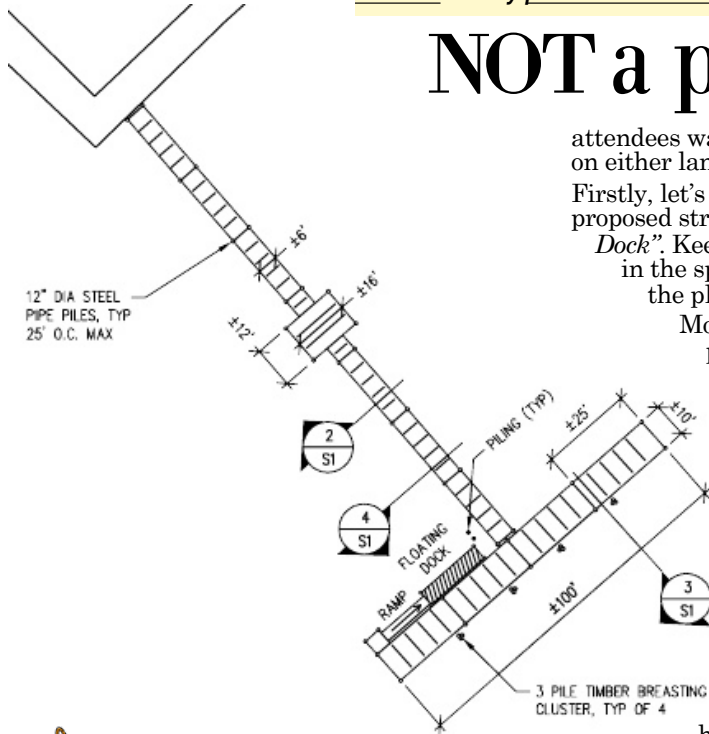 NOT a p
attendees wa
on either lan
Firstly, let's
proposed stru
Dock". Kee
in the sp
the pl
Mo
±6'
±16'
±12'
12" DIA STEEL
PIPE PILES, TYP
25' O.C. MAX
2
S1
4
S1
PILING (TYP)
±25'
±10'
FLOATING
DOCK
RAMP
3
S1
±100'
3 PILE TIMBER BREASTING
CLUSTER, TYP OF 4